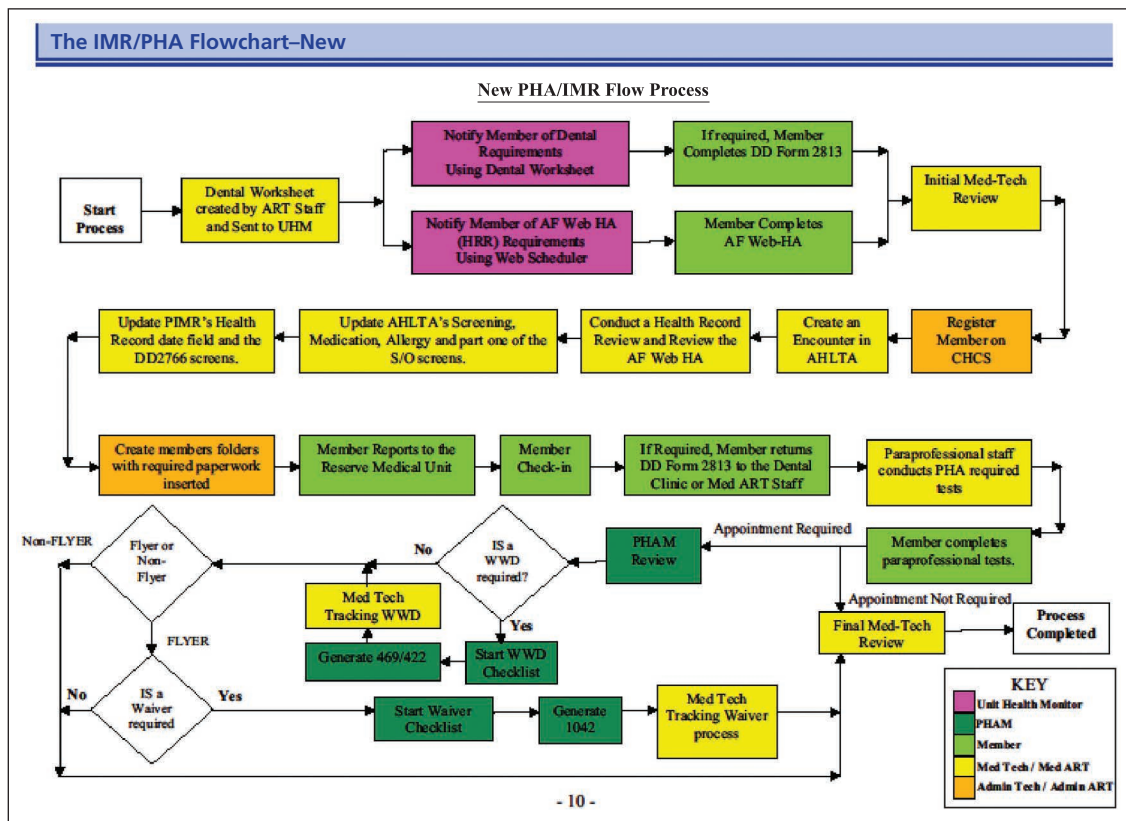 The IMR/PHA Flowchart–New
New PHA/IMR Flow Process
Start
Process
Dental Worksheet
created by ART Staff
and Sent to UHM
Notify Member of Dental
Requirements
Using Dental Worksheet
If required, Member
Completes DD Form 2813
Notify Member of AF Web HA
(HRR) Requirements
Using Web Scheduler
Member Completes
AF Web-HA
Initial Med-Tech
Review
Register
Member on
CHCS
Create an
Encounter in
AHLTA
Conduct a Health Record
Review and Review the
AF Web HA
Update AHLTA's Screening,
Medication, Allergy and part one of the
S/O screens.
Update PIMR's Health
Record date field and the
DD2766 screens.
Create members folders
with required paperwork
inserted
Member Reports to the
Reserve Medical Unit
Member
Check-in
If Required, Member returns
DD Form 2813 to the Dental
Clinic or Med ART Staff
Paraprofessional staff
conducts PHA required
tests
Member completes
paraprofessional tests.
Appointment Required
Appointment Not Required
PHAM
Review
IS a
WWD
required?
No
Yes
Start WWD
Checklist
Generate 469/422
Med Tech
Tracking WWD
Flyer or
Non-
Flyer
Non-FLYER
FLYER
IS a
Waiver
required
No
Yes
Start Waiver
Checklist
Generate
1042
Med Tech
Tracking Waiver
process
Final Med-Tech
Review
Process
Completed
KEY
Unit Health Monitor
PHAM
Member
Med Tech / Med ART
Admin Tech / Admin ART
- 10 -